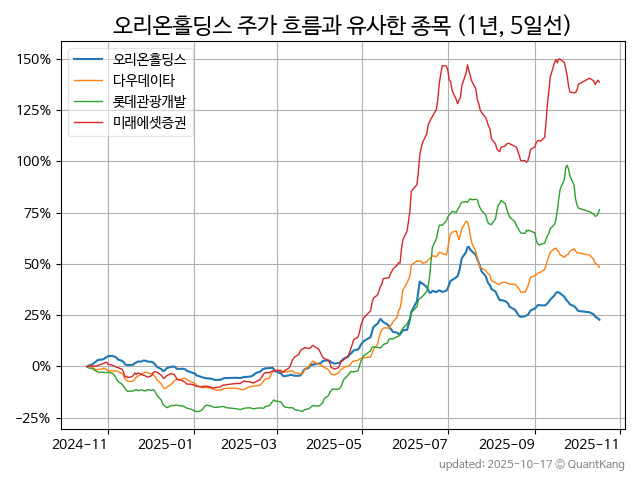 오리온홀딩스 주가 흐름과 유사한 종목 (1년, 5일선)
오리온홀딩스
다우데이타
롯데관광개발
미래에셋증권
150%
125%
100%
75%
50%
25%
0%
−25%
2024-11
2025-01
2025-03
2025-05
2025-07
2025-09
2025-11
updated: 2025-10-17 © QuantKang